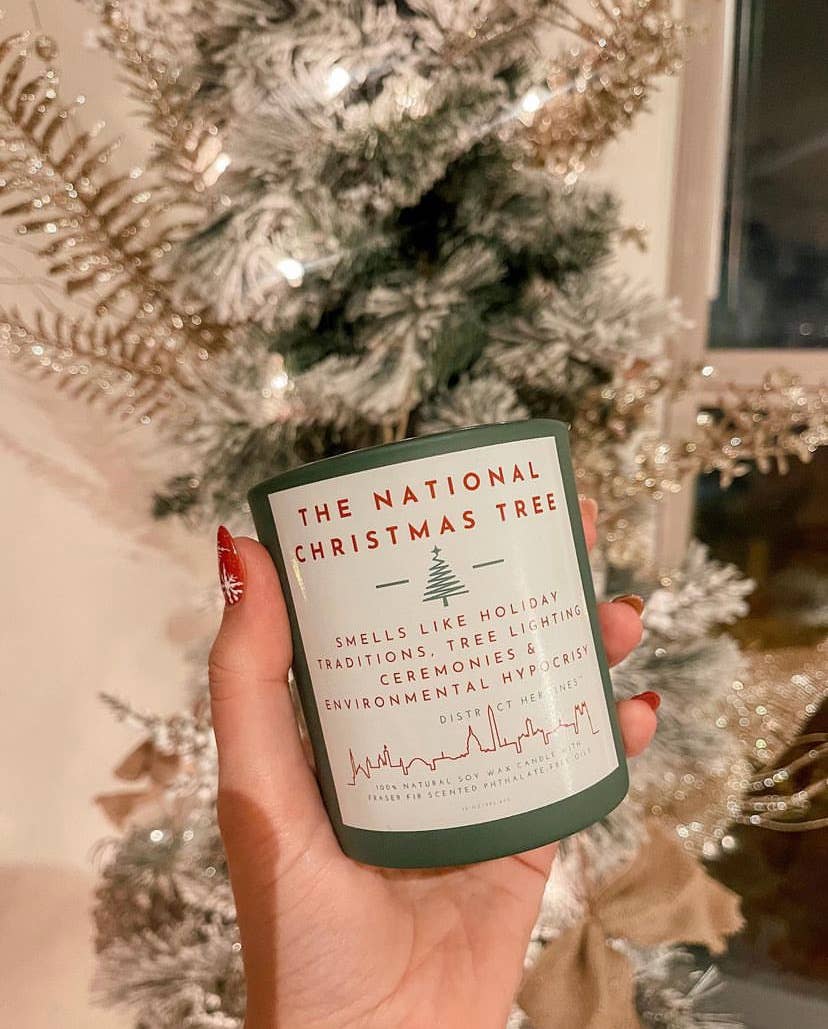 THE NATIONAL
CHRISTMAS TREE
SMELLS LIKE HOLIDAY
TRADITIONS, TREE LIGHTING
CEREMONIES &
ENVIRONMENTAL HYPOCRISY
DISTRICT HEROINES
100% NATURAL SOY WAX CANDLE WITH
FRASER FIR SCENTED PHTHALATE FREE OILS